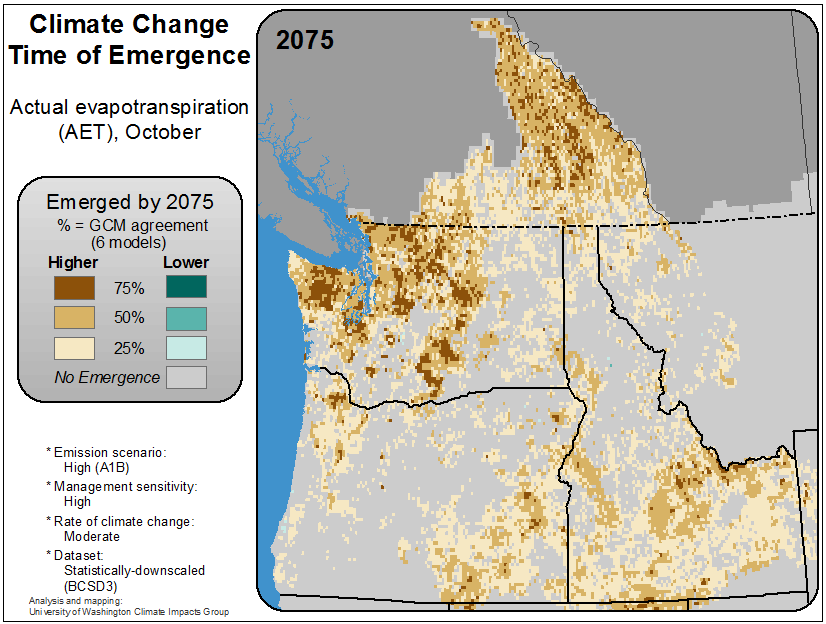 Climate Change
Time of Emergence
Actual evapotranspiration
(AET), October
2075
Emerged by 2075
% = GCM agreement
(6 models)
Higher Lower
75%
50%
25%
No Emergence
* Emission scenario:
High (A1B)
* Management sensitivity:
High
* Rate of climate change:
Moderate
* Dataset:
Statistically-downscaled
(BCSD3)
Analysis and mapping:
University of Washington Climate Impacts Group